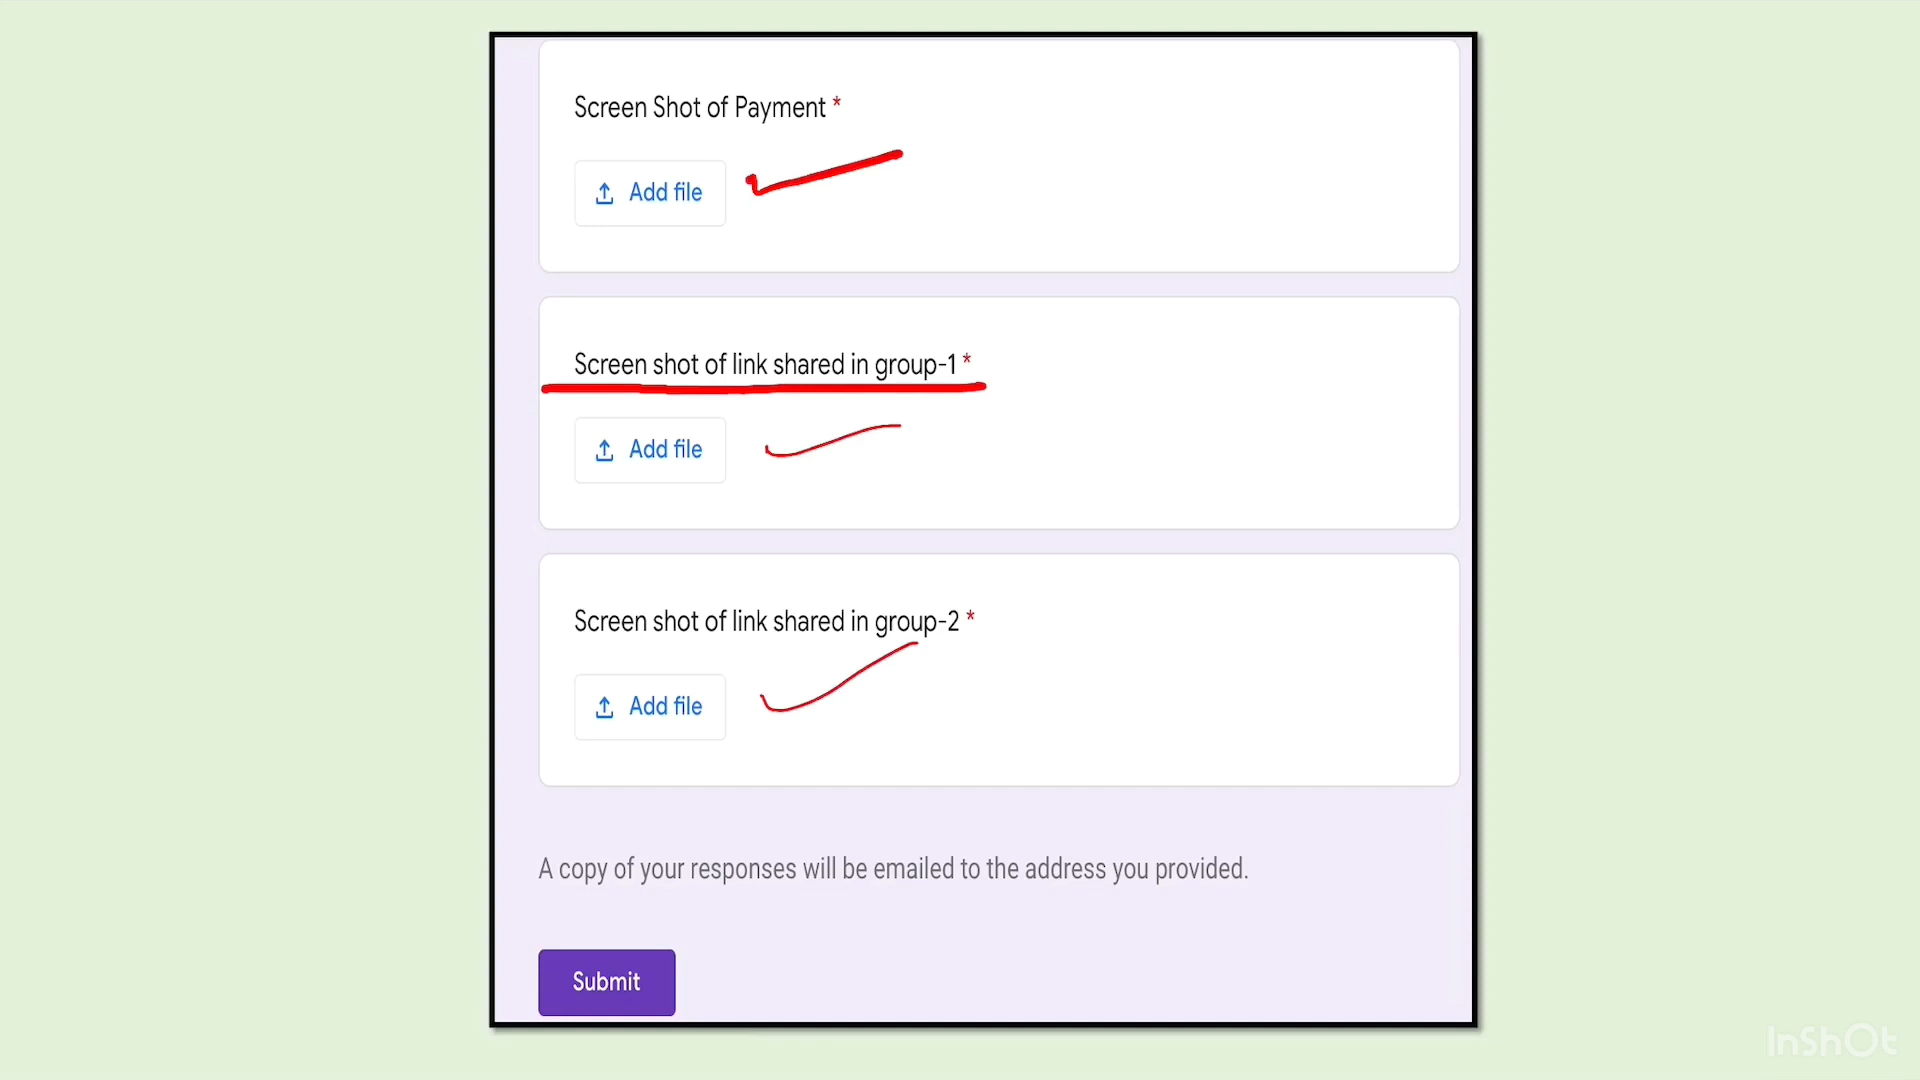 Screen Shot of Payment *
Add file
Screen shot of link shared in group-1 *
Add file
Screen shot of link shared in group-2 *
Add file
A copy of your responses will be emailed to the address you provided.
Submit
InShOt